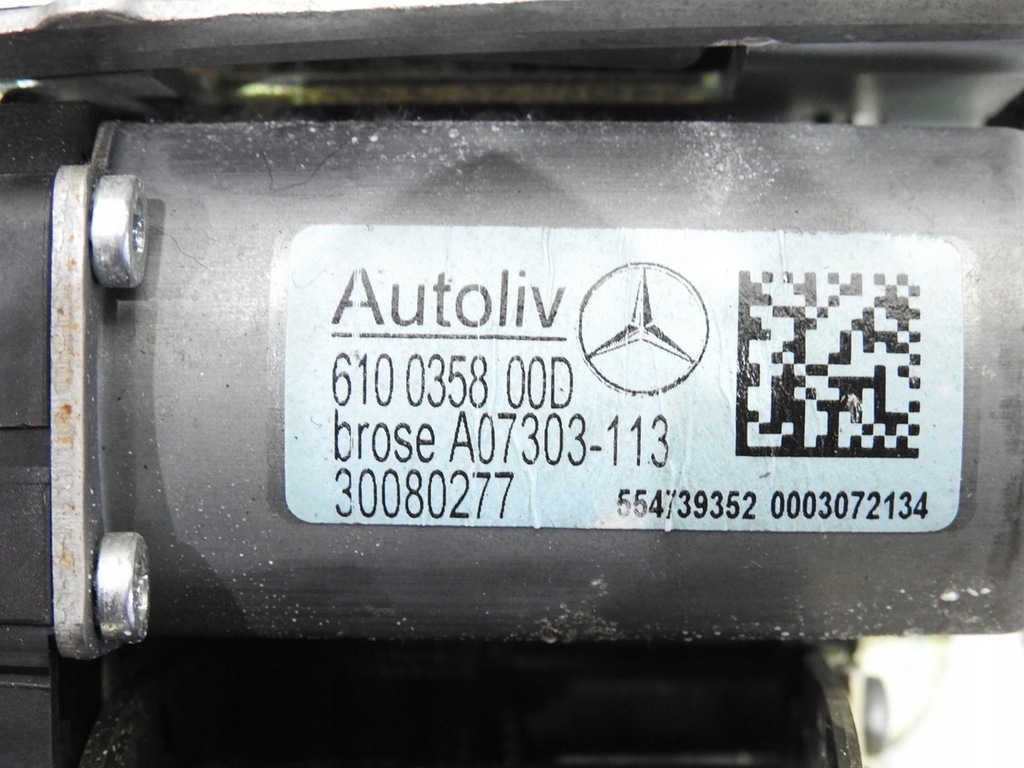 Autoliv
610 0358 00D
brose A07303-113
30080277
554739352 0003072134